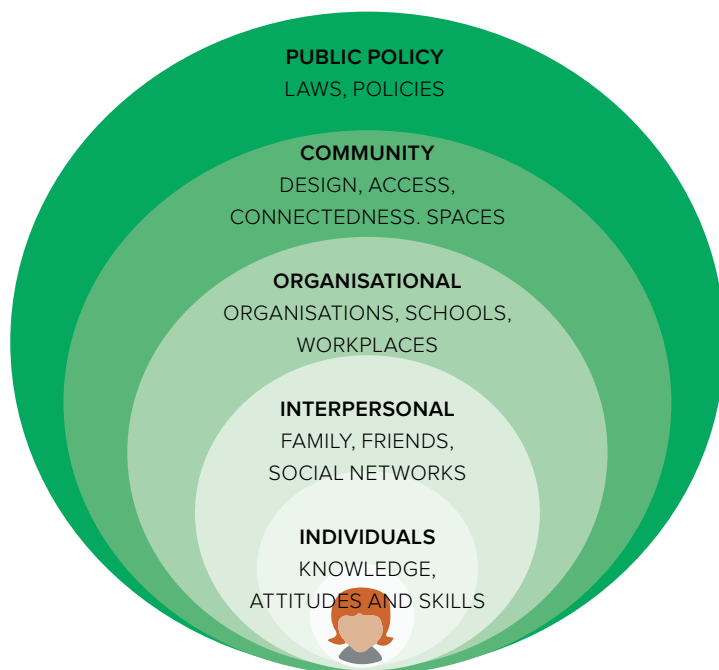 PUBLIC POLICY
LAWS, POLICIES
COMMUNITY
DESIGN, ACCESS,
CONNECTEDNESS. SPACES
ORGANISATIONAL
ORGANISATIONS, SCHOOLS,
WORKPLACES
INTERPERSONAL
FAMILY, FRIENDS,
SOCIAL NETWORKS
INDIVIDUALS
KNOWLEDGE,
ATTITUDES AND SKILLS